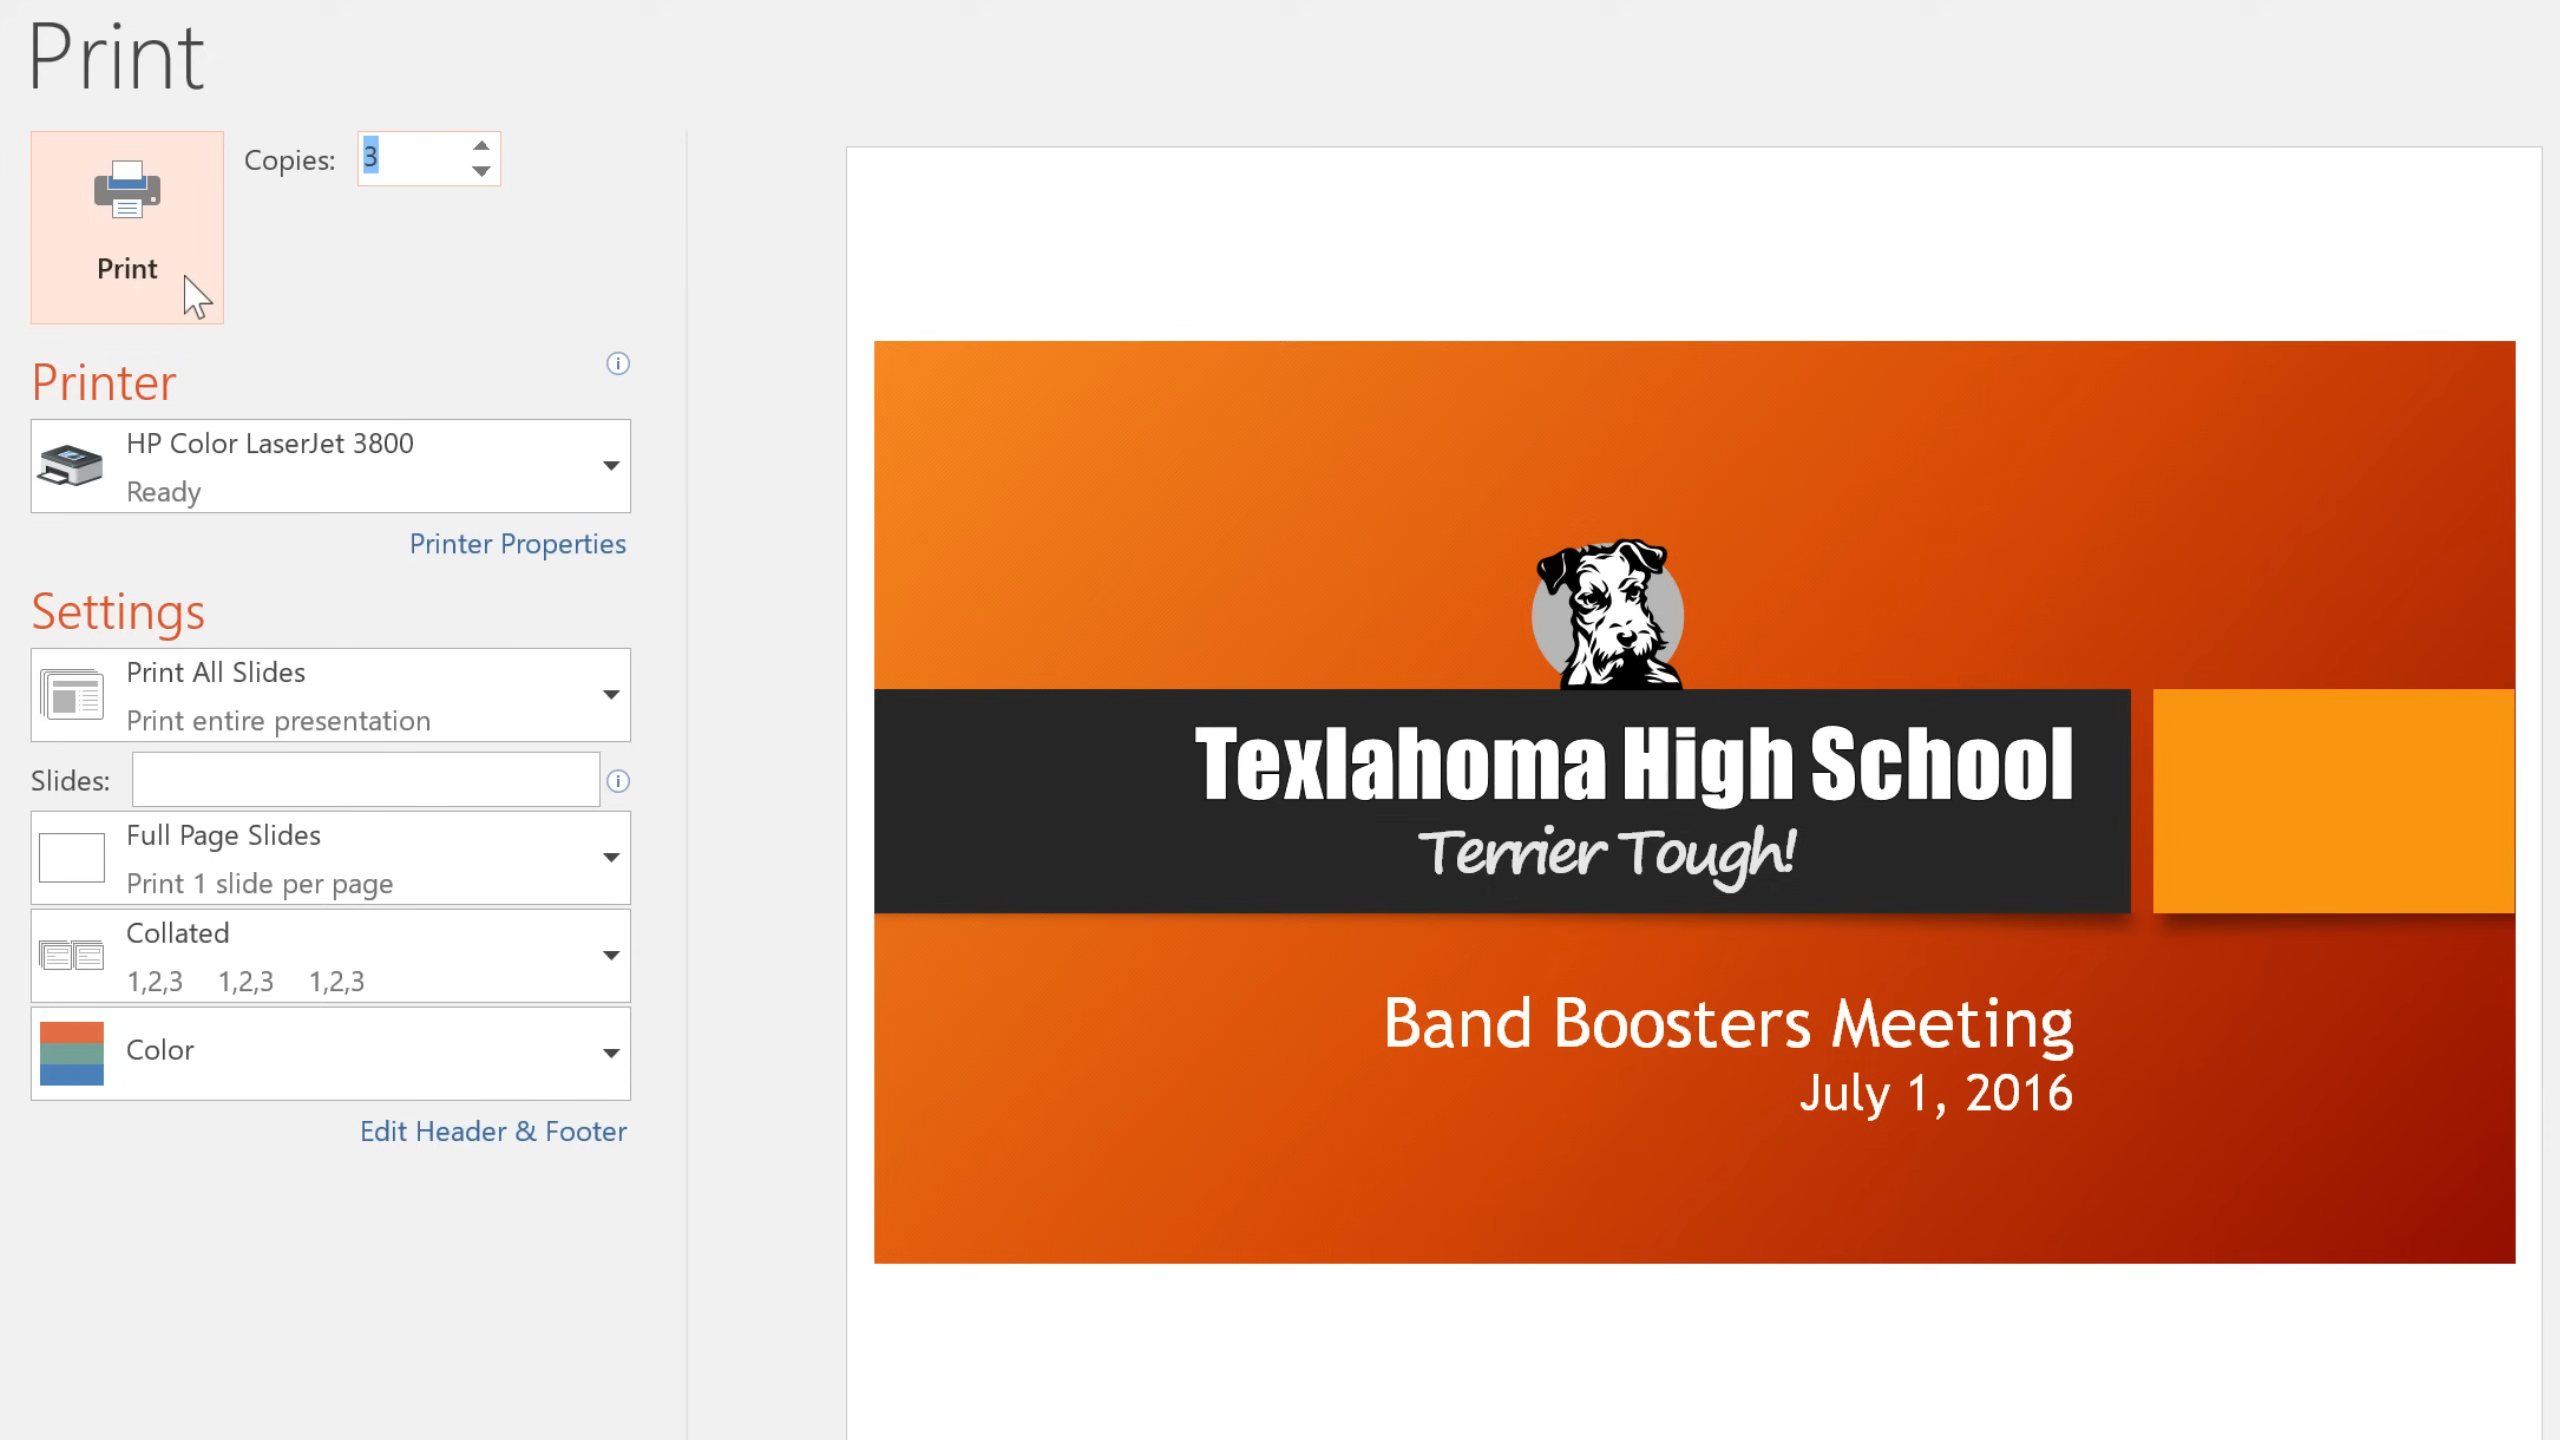 Print
Copies: 3
Print
Printer
HP Color LaserJet 3800
Ready
Printer Properties
Settings
Print All Slides
Print entire presentation
Slides:
Full Page Slides
Print 1 slide per page
Collated
1,2,3 1,2,3 1,2,3
Color
Edit Header & Footer
Texlahoma High School
Terrier Tough!
Band Boosters Meeting
July 1, 2016